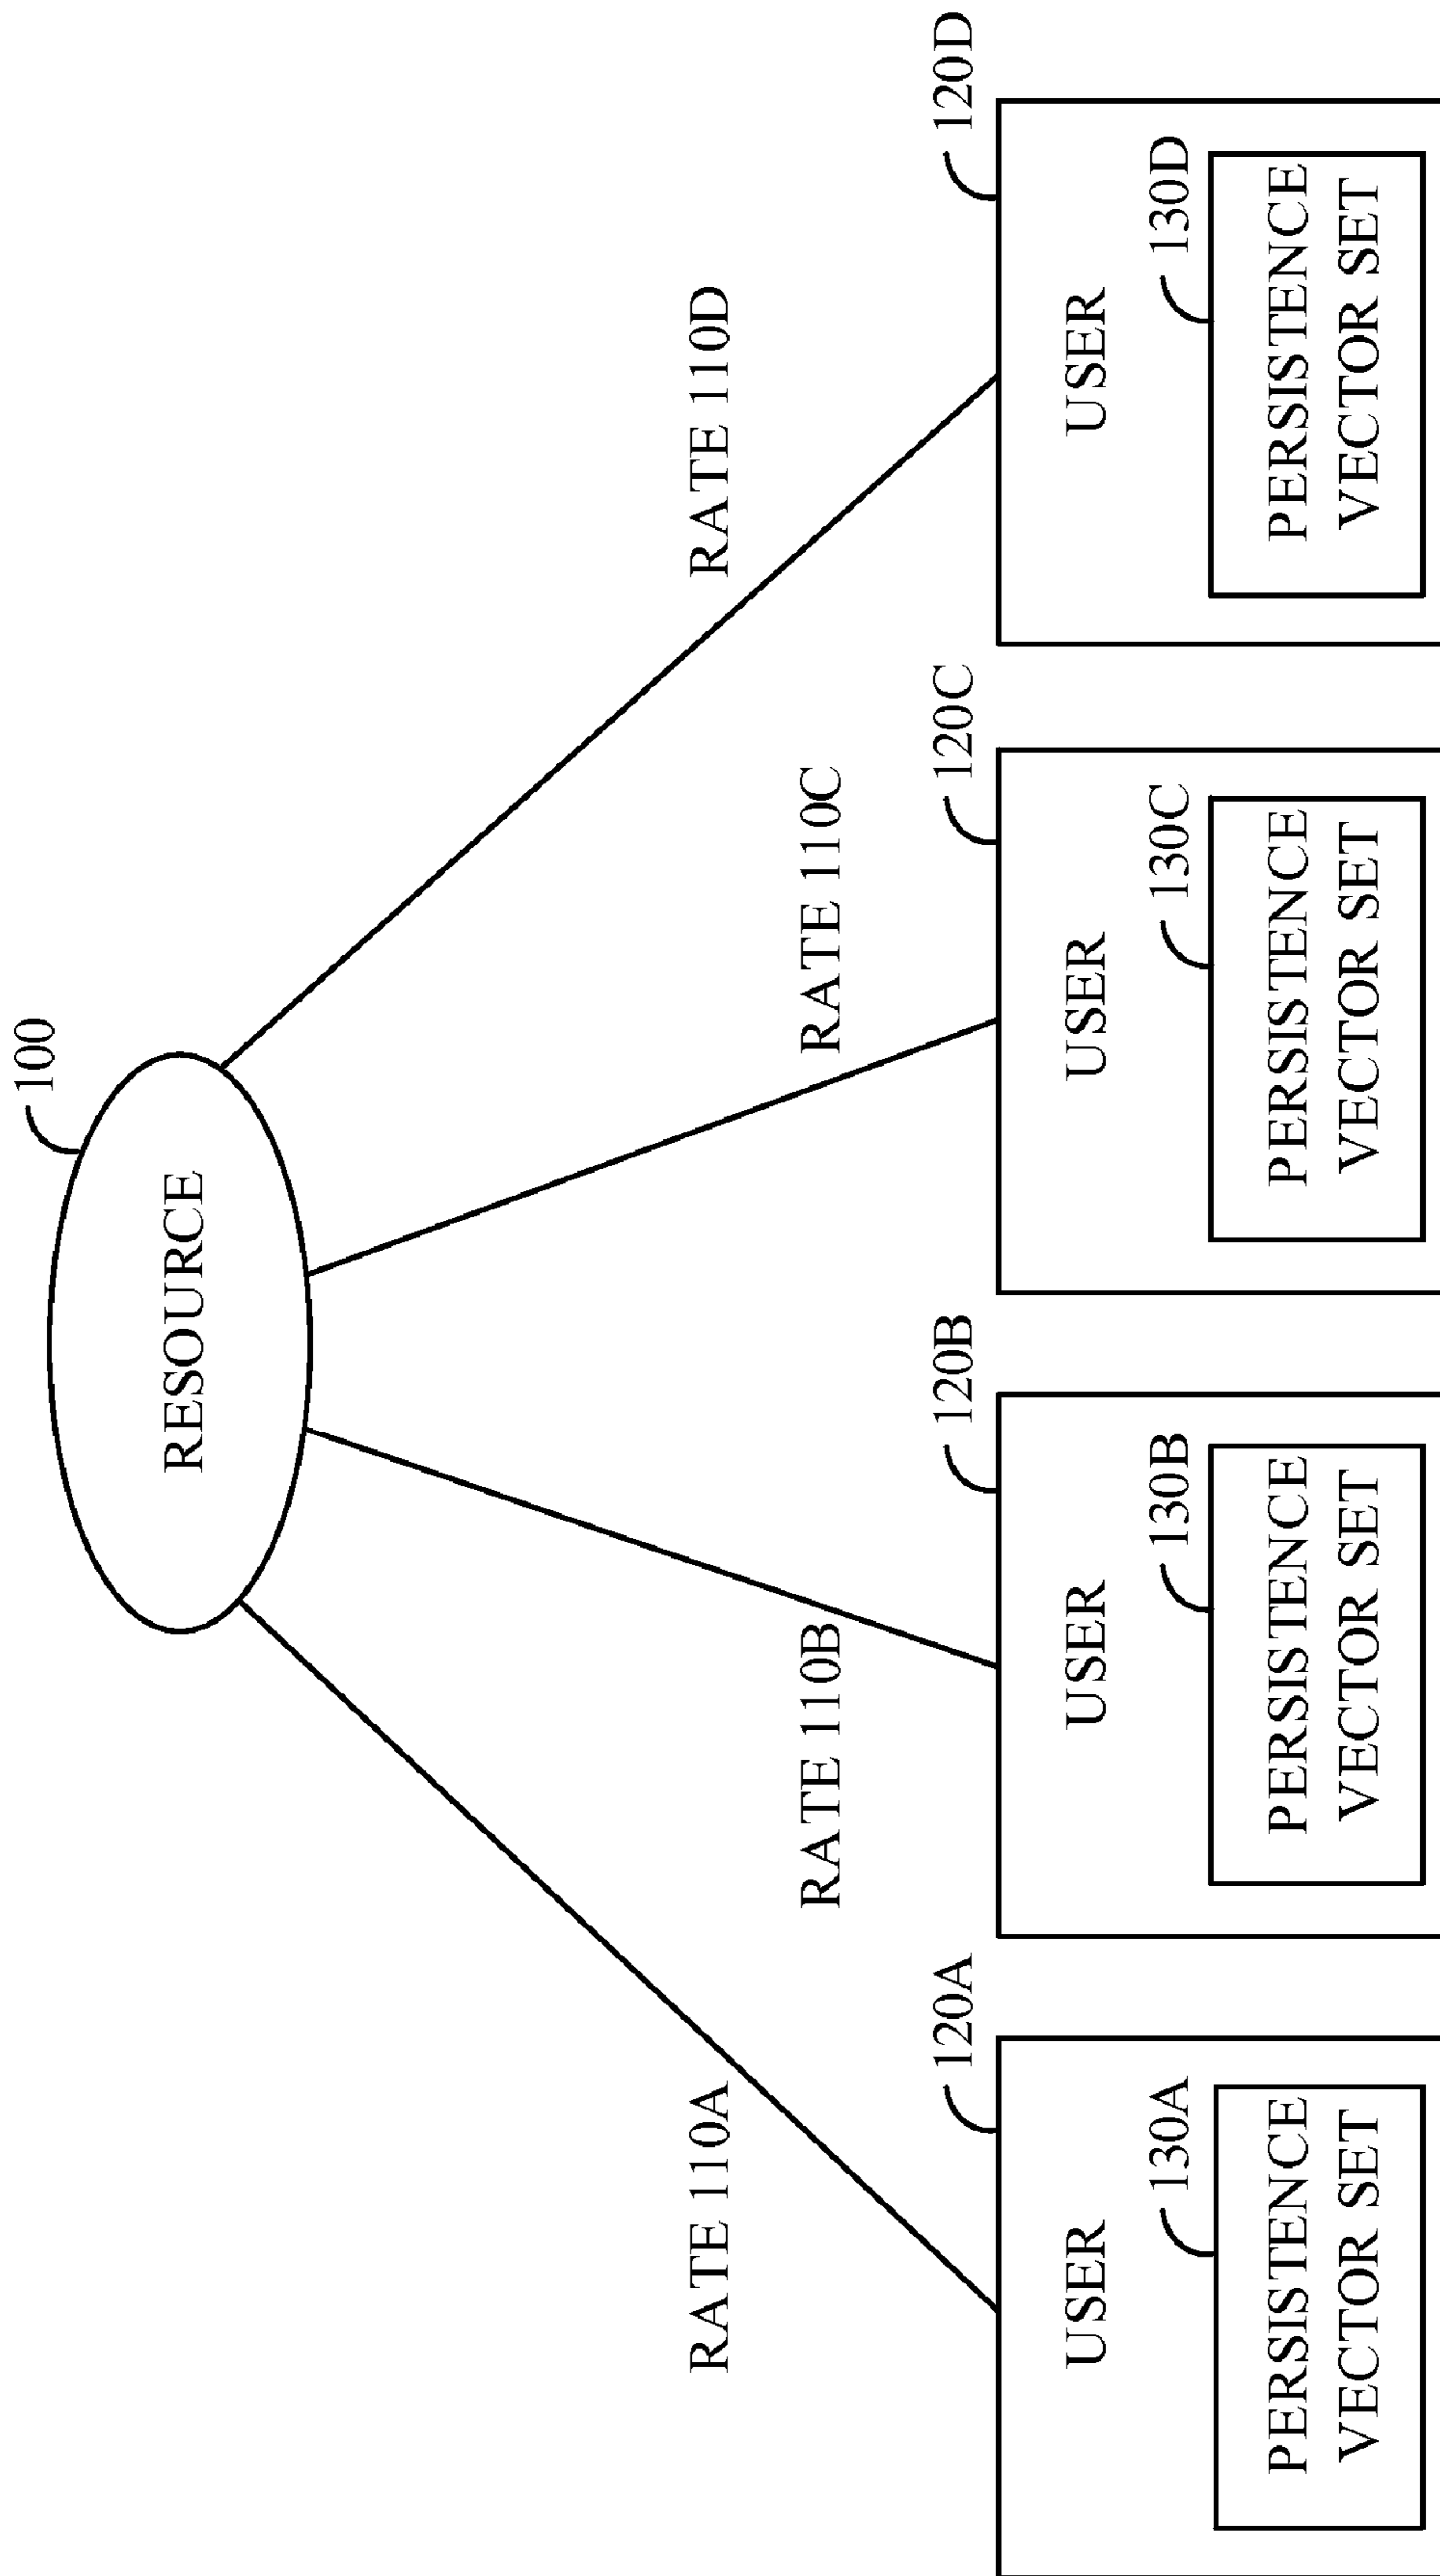 100
RESOURCE
RATE 110A
RATE 110D
RATE 110B
RATE 110C
120A
120B
120C
120D
USER
USER
USER
USER
130A
130B
130C
130D
PERSISTENCE
VECTOR SET
PERSISTENCE
VECTOR SET
PERSISTENCE
VECTOR SET
PERSISTENCE
VECTOR SET